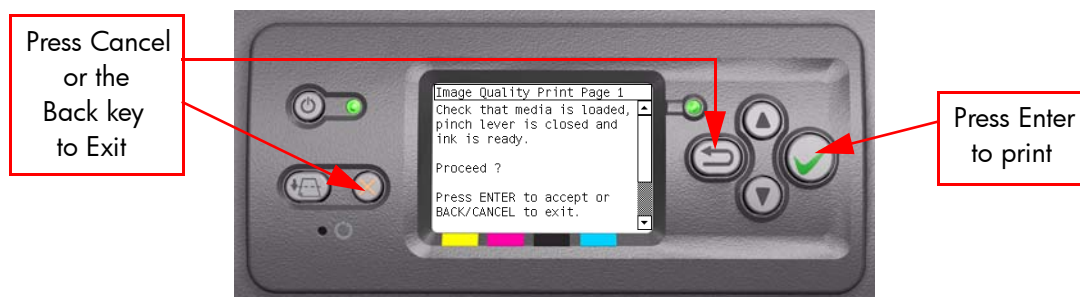 Press Cancel
or the
Back key
to Exit
Image Quality Print Page 1
Check that media is loaded,
pinch lever is closed and
ink is ready.
Proceed ?
Press ENTER to accept or
BACK/CANCEL to exit.
Press Enter
to print